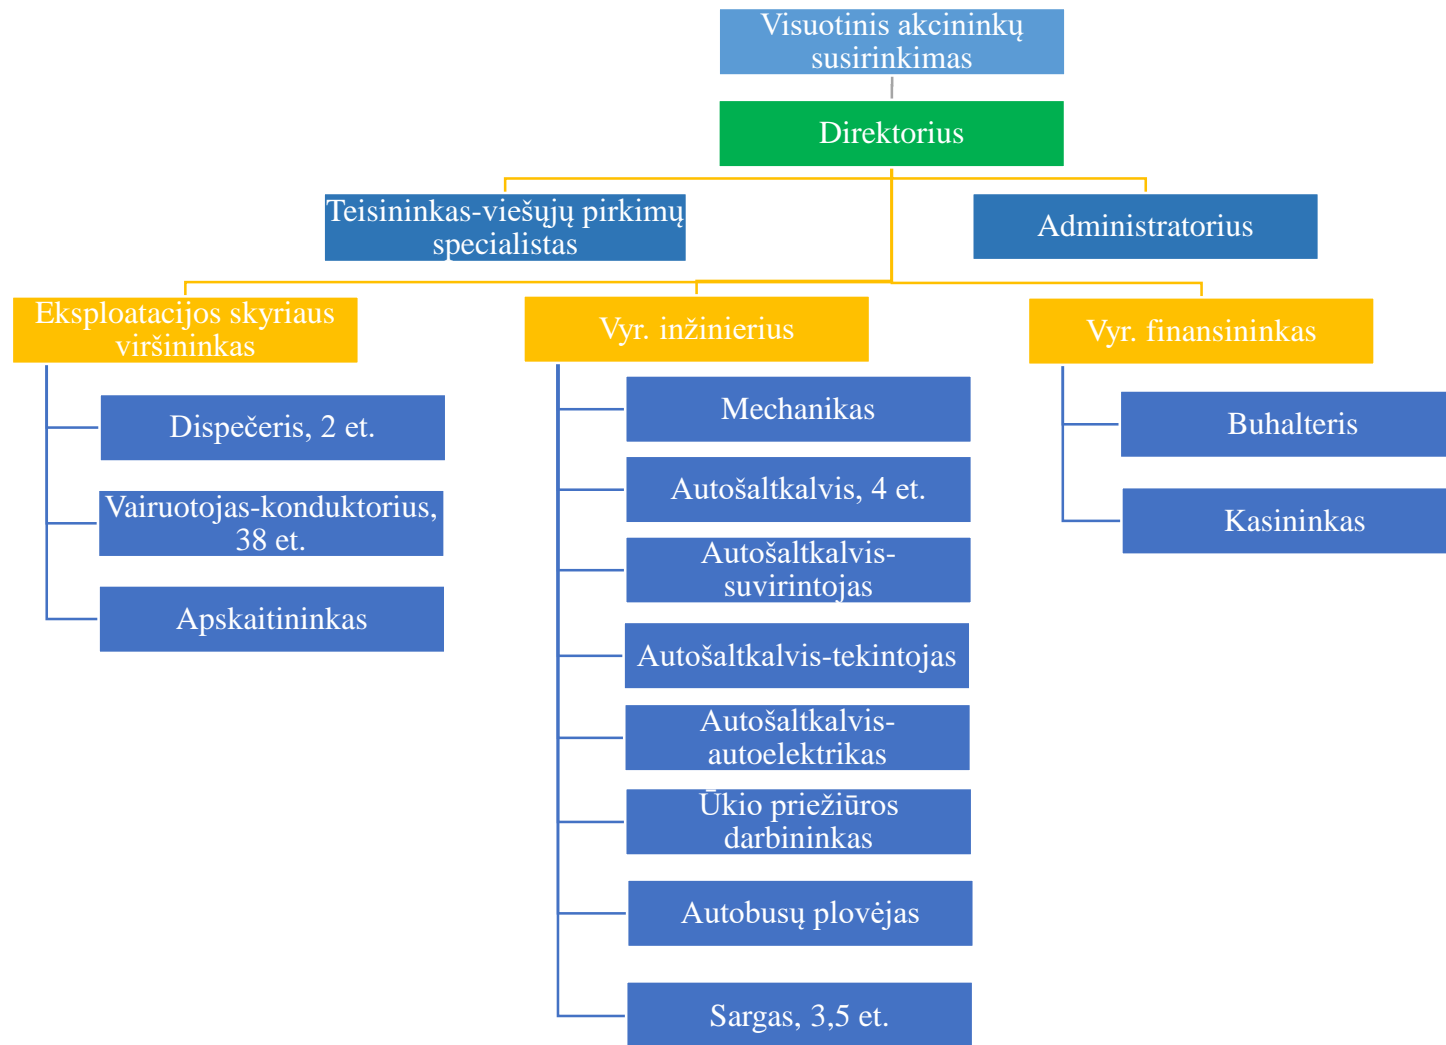 Visuotinis akcininkų
susirinkimas
Direktorius
Teisininkas-viešųjų pirkimų
specialistas
Administratorius
Eksploatacijos skyriaus
viršininkas
Dispečeris, 2 et.
Vairuotojas-konduktorius,
38 et.
Apskaitininkas
Vyr. inžinierius
Mechanikas
Autošaltkalvis, 4 et.
Autošaltkalvis-
suvirintojas
Autošaltkalvis-tekintojas
Autošaltkalvis-
autoelektrikas
Ūkio priežiūros
darbininkas
Autobusų plovėjas
Sargas, 3,5 et.
Vyr. finansininkas
Buhalteris
Kasininkas